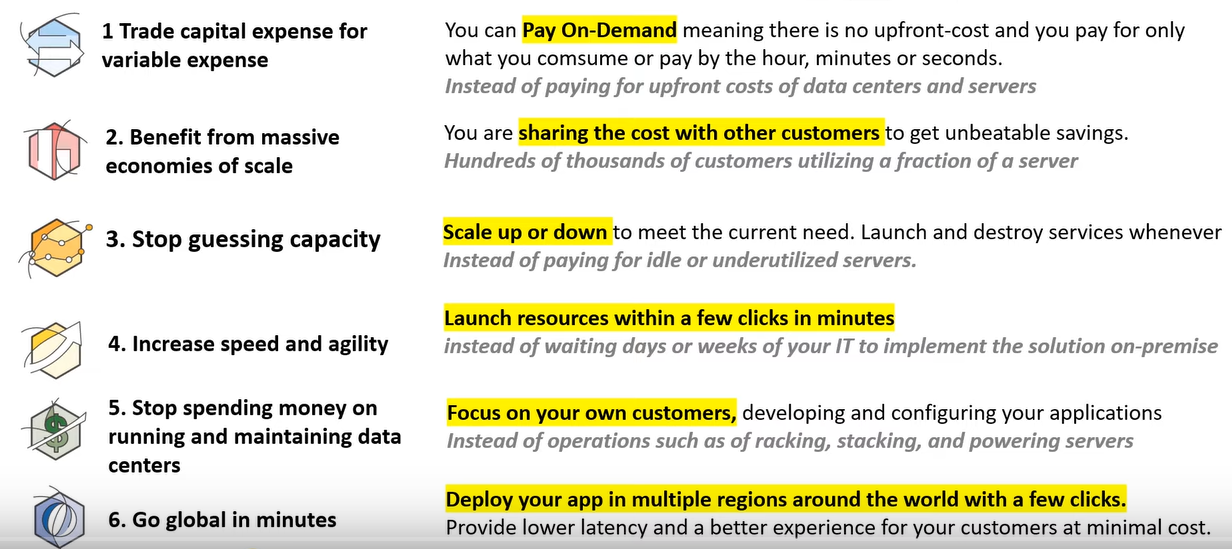 1 Trade capital expense for
variable expense
You can Pay On-Demand meaning there is no upfront-cost and you pay for only
what you comsume or pay by the hour, minutes or seconds.
Instead of paying for upfront costs of data centers and servers
2. Benefit from massive
economies of scale
You are sharing the cost with other customers to get unbeatable savings.
Hundreds of thousands of customers utilizing a fraction of a server
3. Stop guessing capacity
Scale up or down to meet the current need. Launch and destroy services whenever
Instead of paying for idle or underutilized servers.
4. Increase speed and agility
Launch resources within a few clicks in minutes
instead of waiting days or weeks of your IT to implement the solution on-premise
5. Stop spending money on
running and maintaining data
centers
Focus on your own customers, developing and configuring your applications
Instead of operations such as of racking, stacking, and powering servers
6. Go global in minutes
Deploy your app in multiple regions around the world with a few clicks.
Provide lower latency and a better experience for your customers at minimal cost.